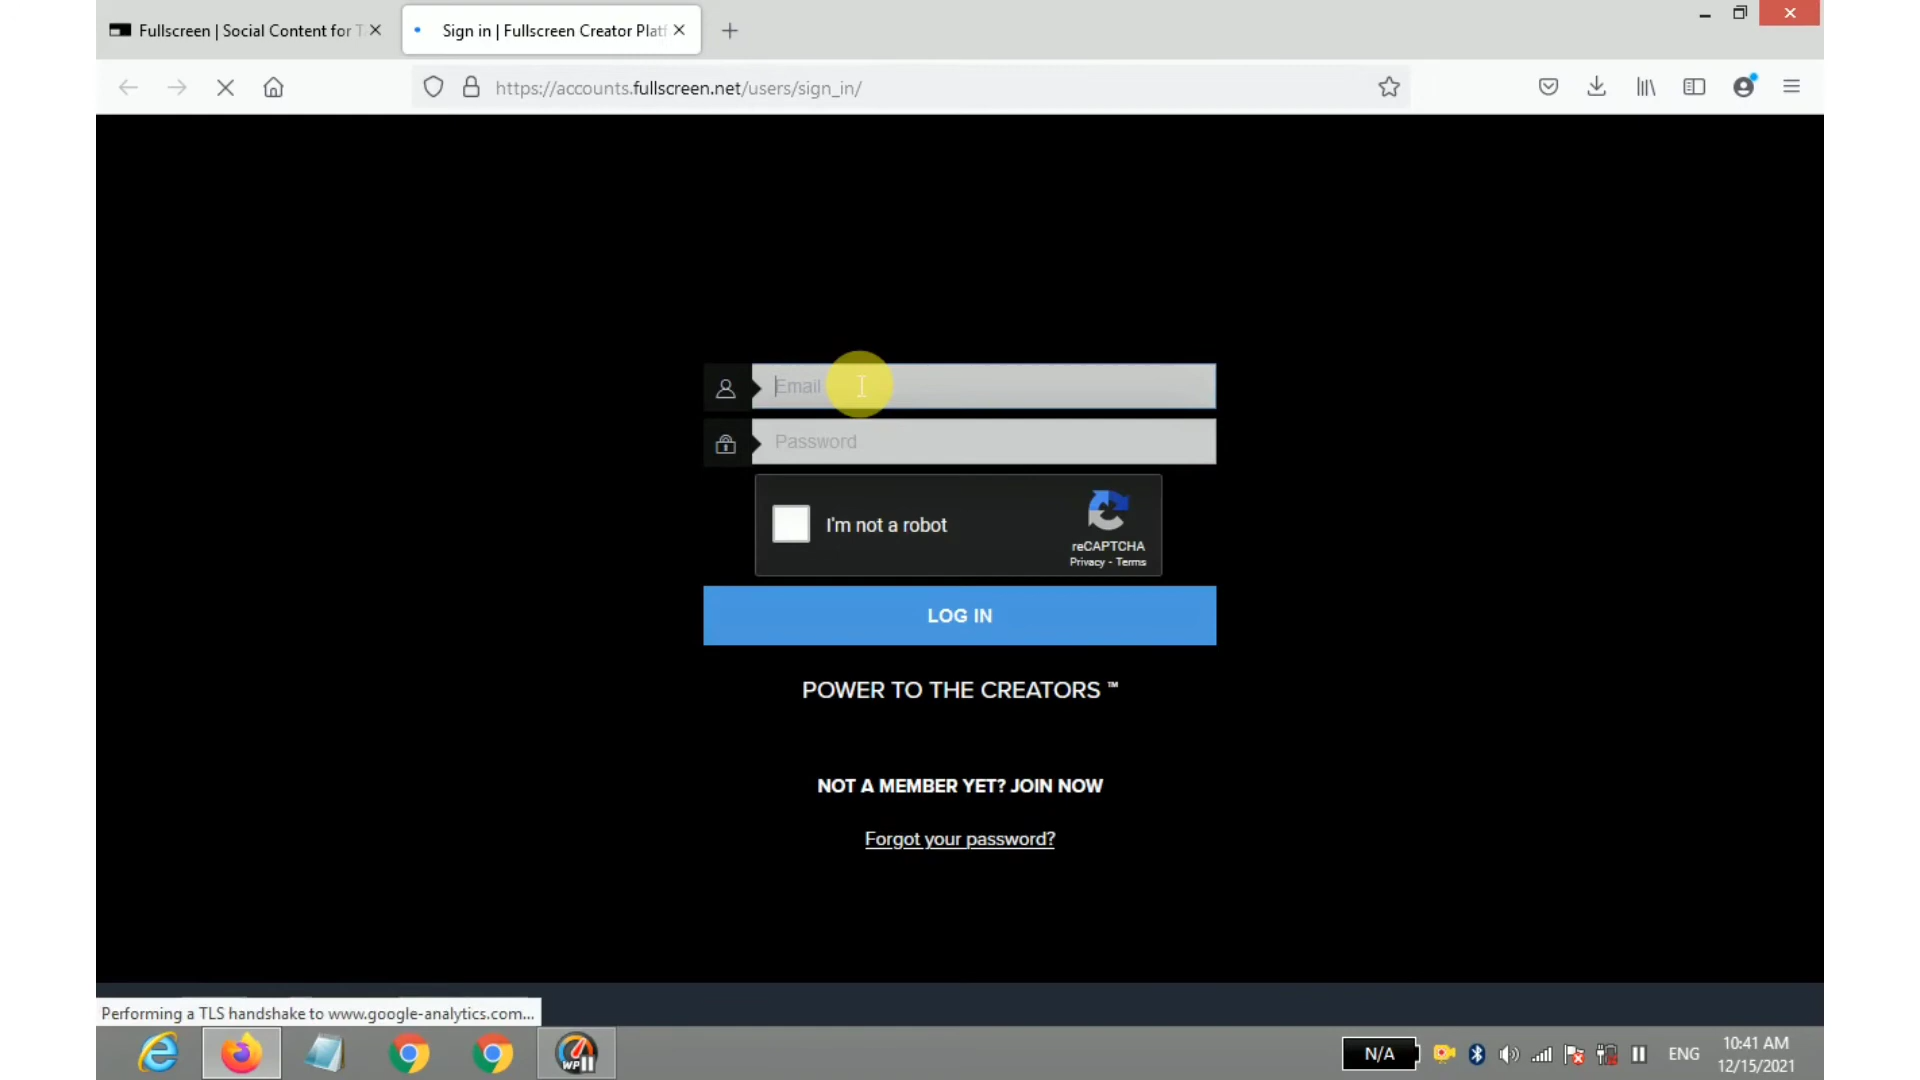 Fullscreen | Social Content for T
Sign in | Fullscreen Creator Platf
https://accounts.fullscreen.net/users/sign_in/
Email
Password
I'm not a robot
reCAPTCHA
Privacy - Terms
LOG IN
POWER TO THE CREATORS ™
NOT A MEMBER YET? JOIN NOW
Forgot your password?
Performing a TLS handshake to www.google-analytics.com...
WP
N/A
ENG
10:41 AM
12/15/2021